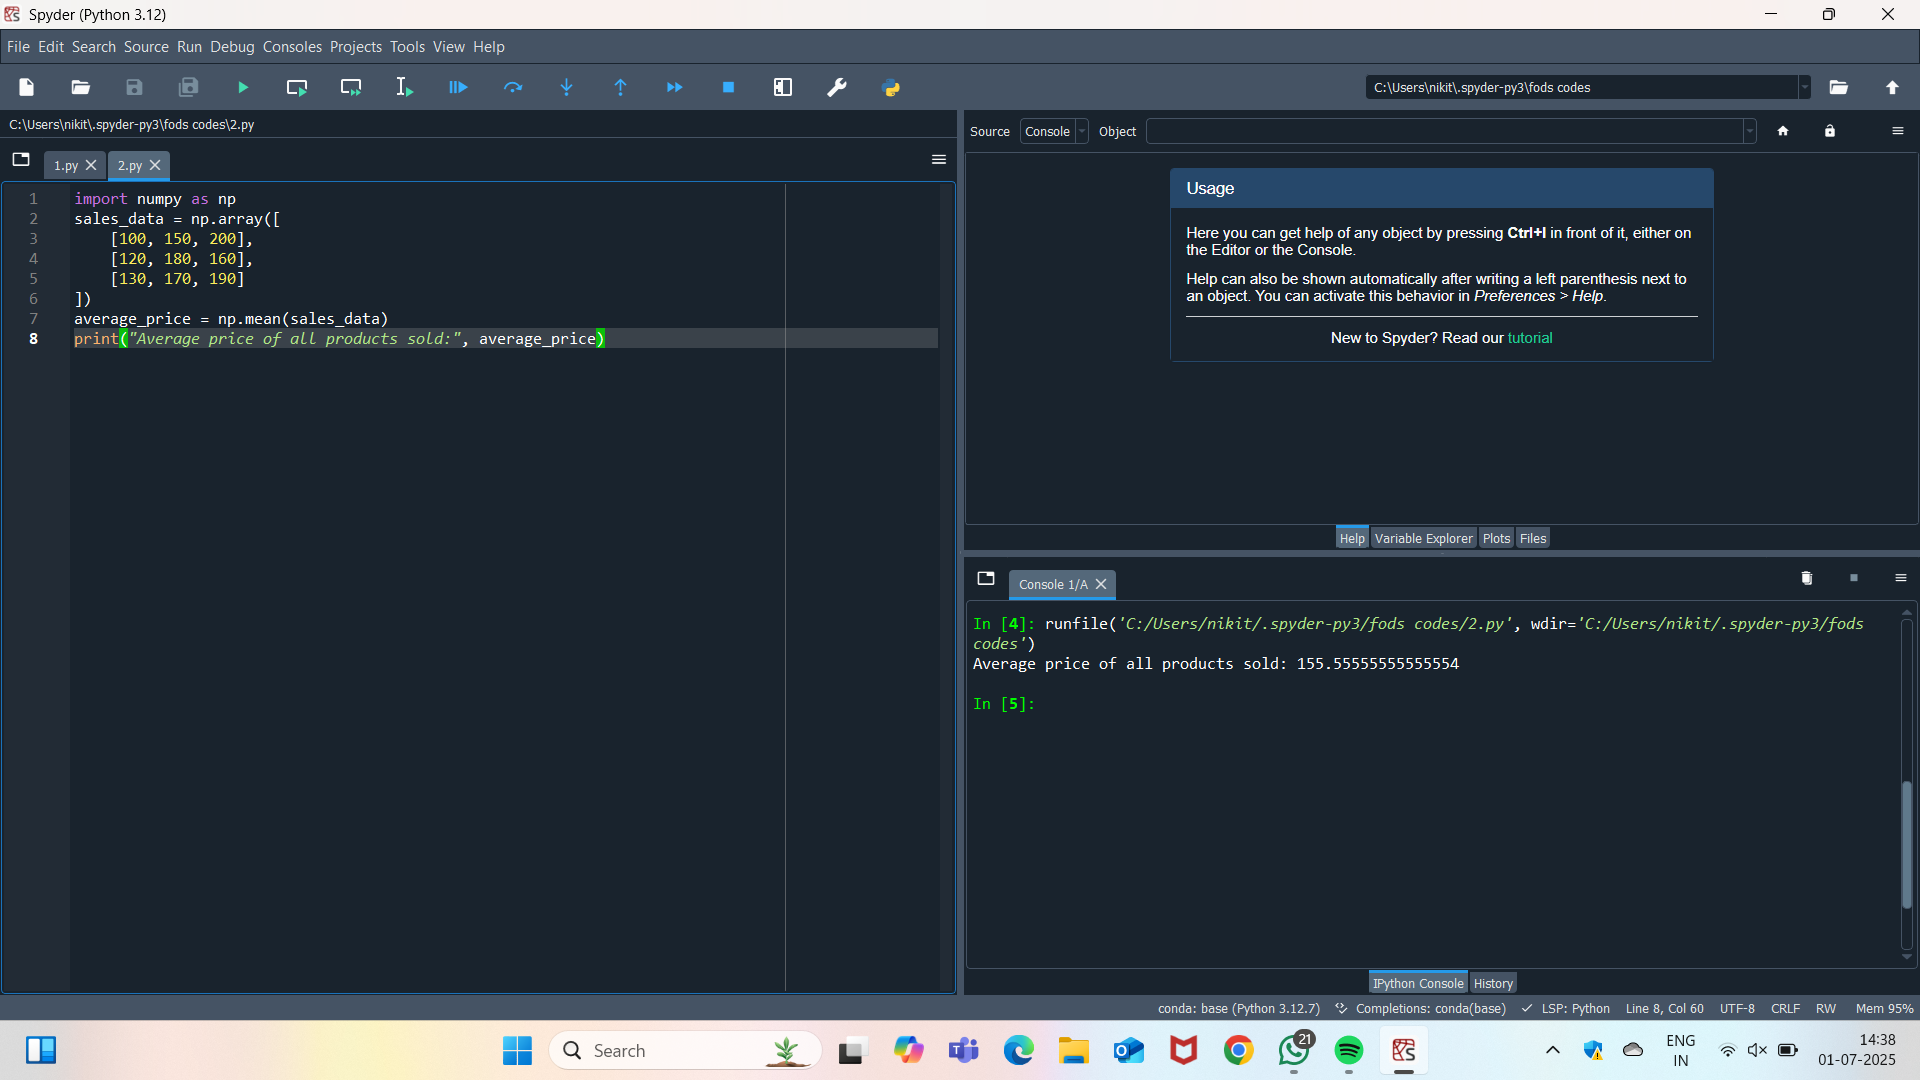 Spyder (Python 3.12)
File Edit Search Source Run Debug Consoles Projects Tools View Help
C:\Users\nikit\.spyder-py3\fods codes
C:\Users\nikit\.spyder-py3\fods codes\2.py
1.py 2.py
1 import numpy as np
2 sales_data = np.array([
3 [100, 150, 200],
4 [120, 180, 160],
5 [130, 170, 190]
6 ])
7 average_price = np.mean(sales_data)
8 print("Average price of all products sold:", average_price)
Source Console Object
Usage
Here you can get help of any object by pressing Ctrl+I in front of it, either on
the Editor or the Console.
Help can also be shown automatically after writing a left parenthesis next to
an object. You can activate this behavior in Preferences > Help.
New to Spyder? Read our tutorial
Help Variable Explorer Plots Files
Console 1/A
In [4]: runfile('C:/Users/nikit/.spyder-py3/fods codes/2.py', wdir='C:/Users/nikit/.spyder-py3/fods
codes')
Average price of all products sold: 155.55555555555554
In [5]:
IPython Console History
conda: base (Python 3.12.7) Completions: conda(base) LSP: Python Line 8, Col 60 UTF-8 CRLF RW Mem 95%
Search
21
ENG
IN
14:38
01-07-2025